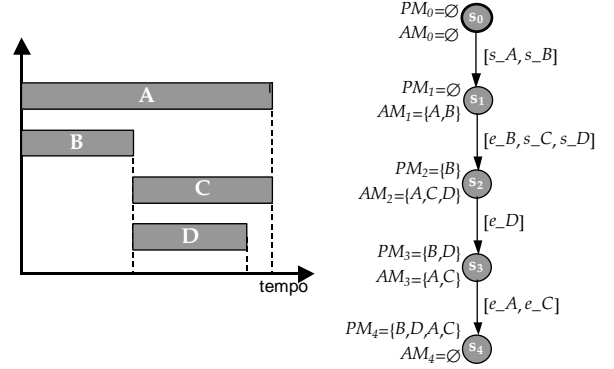 A
B
C
D
tempo
PM₀=∅
AM₀=∅
s₀
[s_A, s_B]
PM₁=∅
AM₁={A,B}
s₁
[e_B, s_C, s_D]
PM₂={B}
AM₂={A,C,D}
s₂
[e_D]
PM₃={B,D}
AM₃={A,C}
s₃
[e_A, e_C]
PM₄={B,D,A,C}
AM₄=∅
s₄